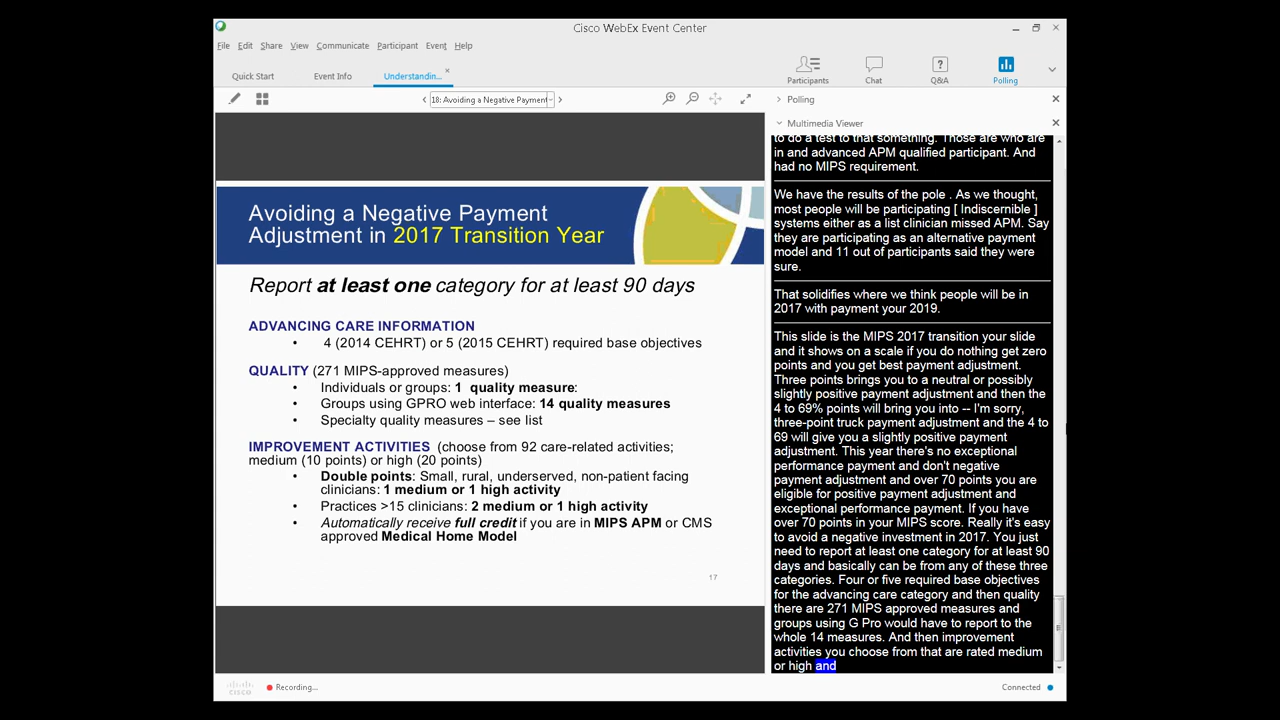 Cisco WebEx Event Center
File Edit Share View Communicate Participant Event Help
Quick Start Event Info Understandin...
Participants Chat Q&A Polling
18: Avoiding a Negative Payment
Avoiding a Negative Payment
Adjustment in 2017 Transition Year
Report at least one category for at least 90 days
ADVANCING CARE INFORMATION
• 4 (2014 CEHRT) or 5 (2015 CEHRT) required base objectives
QUALITY (271 MIPS-approved measures)
• Individuals or groups: 1 quality measure:
• Groups using GPRO web interface: 14 quality measures
• Specialty quality measures – see list
IMPROVEMENT ACTIVITIES (choose from 92 care-related activities;
medium (10 points) or high (20 points)
• Double points: Small, rural, underserved, non-patient facing
clinicians: 1 medium or 1 high activity
• Practices >15 clinicians: 2 medium or 1 high activity
• Automatically receive full credit if you are in MIPS APM or CMS
approved Medical Home Model
17
Polling
Multimedia Viewer
to do a test to that something. Those are who are
in and advanced APM qualified participant. And
had no MIPS requirement.
We have the results of the pole . As we thought,
most people will be participating [ Indiscernible ]
systems either as a list clinician missed APM. Say
they are participating as an alternative payment
model and 11 out of participants said they were
sure.
That solidifies where we think people will be in
2017 with payment your 2019.
This slide is the MIPS 2017 transition your slide
and it shows on a scale if you do nothing get zero
points and you get best payment adjustment.
Three points brings you to a neutral or possibly
slightly positive payment adjustment and then the
4 to 69% points will bring you into -- I'm sorry,
three-point truck payment adjustment and the 4 to
69 will give you a slightly positive payment
adjustment. This year there's no exceptional
performance payment and don't negative
payment adjustment and over 70 points you are
eligible for positive payment adjustment and
exceptional performance payment. If you have
over 70 points in your MIPS score. Really it's easy
to avoid a negative investment in 2017. You just
need to report at least one category for at least 90
days and basically can be from any of these three
categories. Four or five required base objectives
for the advancing care category and then quality
there are 271 MIPS approved measures and
groups using G Pro would have to report to the
whole 14 measures. And then improvement
activities you choose from that are rated medium
or high and
cisco Recording... Connected